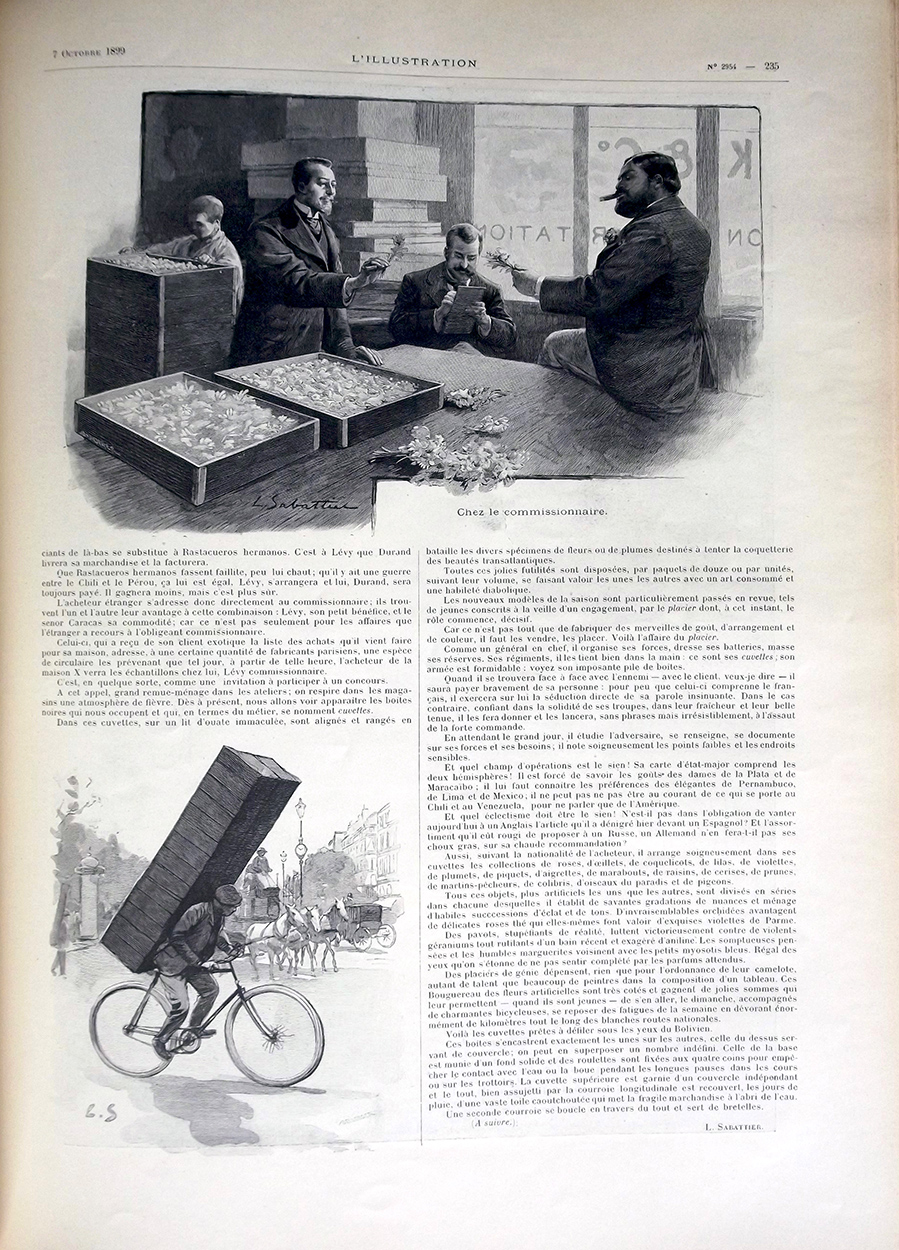 7 Octobre 1899
L'ILLUSTRATION
N° 2954 — 235
K & C°
L. Sabattier
Chez le commissionnaire.
ciants de là-bas se substitue à Rastacueros hermanos. C'est à Lévy que Durand
livrera sa marchandise et la facturera.
Que Rastacueros hermanos fassent faillite, peu lui chaut; qu'il y ait une guerre
entre le Chili et le Pérou, ça lui est égal, Lévy, s'arrangera et lui, Durand, sera
toujours payé. Il gagnera moins, mais c'est plus sûr.
L'acheteur étranger s'adresse donc directement au commissionnaire; ils trou-
vent l'un et l'autre leur avantage à cette combinaison : Lévy, son petit bénéfice, et le
senor Caracas sa commodité; car ce n'est pas seulement pour les affaires que
l'étranger a recours à l'obligeant commissionnaire.
Celui-ci, qui a reçu de son client exotique la liste des achats qu'il vient faire
pour sa maison, adresse, à une certaine quantité de fabricants parisiens, une espèce
de circulaire les prévenant que tel jour, à partir de telle heure, l'acheteur de la
maison X verra les échantillons chez lui, Lévy commissionnaire.
C'est, en quelque sorte, comme une invitation à participer à un concours.
A cet appel, grand remue-ménage dans les ateliers; on respire dans les maga-
sins une atmosphère de fièvre. Dès à présent, nous allons voir apparaître les boites
noires qui nous occupent et qui, en termes du métier, se nomment cuvettes.
Dans ces cuvettes, sur un lit d'ouate immaculée, sont alignés et rangés en
L. S
bataille les divers spécimens de fleurs ou de plumes destinés à tenter la coquetterie
des beautés transatlantiques.
Toutes ces jolies futilités sont disposées, par paquets de douze ou par unités,
suivant leur volume, se faisant valoir les unes les autres avec un art consommé et
une habileté diabolique.
Les nouveaux modèles de la saison sont particulièrement passés en revue, tels
de jeunes conscrits à la veille d'un engagement, par le placier dont, à cet instant, le
rôle commence, décisif.
Car ce n'est pas tout que de fabriquer des merveilles de goût, d'arrangement et
de couleur, il faut les vendre, les placer. Voilà l'affaire du placier.
Comme un général en chef, il organise ses forces, dresse ses batteries, masse
ses réserves. Ses régiments, il les tient bien dans la main : ce sont ses cuvettes; son
armée est formidable : voyez son imposante pile de boites.
Quand il se trouvera face à face avec l'ennemi — avec le client, veux-je dire — il
saura payer bravement de sa personne : pour peu que celui-ci comprenne le fran-
çais, il exercera sur lui la séduction directe de sa parole insinuante. Dans le cas
contraire, confiant dans la solidité de ses troupes, dans leur fraîcheur et leur belle
tenue, il les fera donner et les lancera, sans phrases mais irrésistiblement, à l'assaut
de la forte commande.
En attendant le grand jour, il étudie l'adversaire, se renseigne, se documente
sur ses forces et ses besoins; il note soigneusement les points faibles et les endroits
sensibles.
Et quel champ d'opérations est le sien! Sa carte d'état-major comprend les
deux hémisphères! Il est forcé de savoir les goûts des dames de la Plata et de
Maracaïbo; il lui faut connaître les préférences des élégantes de Pernambuco,
de Lima et de Mexico; il ne peut pas ne pas être au courant de ce qui se porte au
Chili et au Venezuela, pour ne parler que de l'Amérique.
Et quel éclectisme doit être le sien! N'est-il pas dans l'obligation de vanter
aujourd'hui à un Anglais l'article qu'il a dénigré hier devant un Espagnol? Et l'assor-
timent qu'il eût rougi de proposer à un Russe, un Allemand n'en fera-t-il pas ses
choux gras, sur sa chaude recommandation?
Aussi, suivant la nationalité de l'acheteur, il arrange soigneusement dans ses
cuvettes les collections de roses, d'œillets, de coquelicots, de lilas, de violettes,
de plumets, de piquets, d'aigrettes, de marabouts, de raisins, de cerises, de prunes,
de martins-pêcheurs, de colibris, d'oiseaux du paradis et de pigeons.
Tous ces objets, plus artificiels les uns que les autres, sont divisés en séries
dans chacune desquelles il établit de savantes gradations de nuances et ménage
d'habiles succcessions d'éclat et de tons. D'invraisemblables orchidées avantagent
de délicates roses thé qui elles-mêmes font valoir d'exquises violettes de Parme.
Des pavots, stupéfiants de réalité, luttent victorieusement contre de violents
géraniums tout rutilants d'un bain récent et exagéré d'aniline. Les somptueuses pen-
sées et les humbles marguerites voisinent avec les petits myosotis bleus. Régal des
yeux qu'on s'étonne de ne pas sentir complété par les parfums attendus.
Des placiers de génie dépensent, rien que pour l'ordonnance de leur camelote,
autant de talent que beaucoup de peintres dans la composition d'un tableau. Ces
Bouguereau des fleurs artificielles sont très cotés et gagnent de jolies sommes qui
leur permettent — quand ils sont jeunes — de s'en aller, le dimanche, accompagnés
de charmantes bicycleuses, se reposer des fatigues de la semaine en dévorant énor-
mément de kilomètres tout le long des blanches routes nationales.
Voilà les cuvettes prêtes à défiler sous les yeux du Bolivien.
Ces boites s'encastrent exactement les unes sur les autres, celle du dessus ser-
vant de couvercle; on peut en superposer un nombre indéfini. Celle de la base
est munie d'un fond solide et des roulettes sont fixées aux quatre coins pour empê-
cher le contact avec l'eau ou la boue pendant les longues pauses dans les cours
ou sur les trottoirs. La cuvette supérieure est garnie d'un couvercle indépendant
et le tout, bien assujetti par la courroie longitudinale est recouvert, les jours de
pluie, d'une vaste toile caoutchoutée qui met la fragile marchandise à l'abri de l'eau.
Une seconde courroie se boucle en travers du tout et sert de bretelles.
(A suivre.)
L. Sabattier.